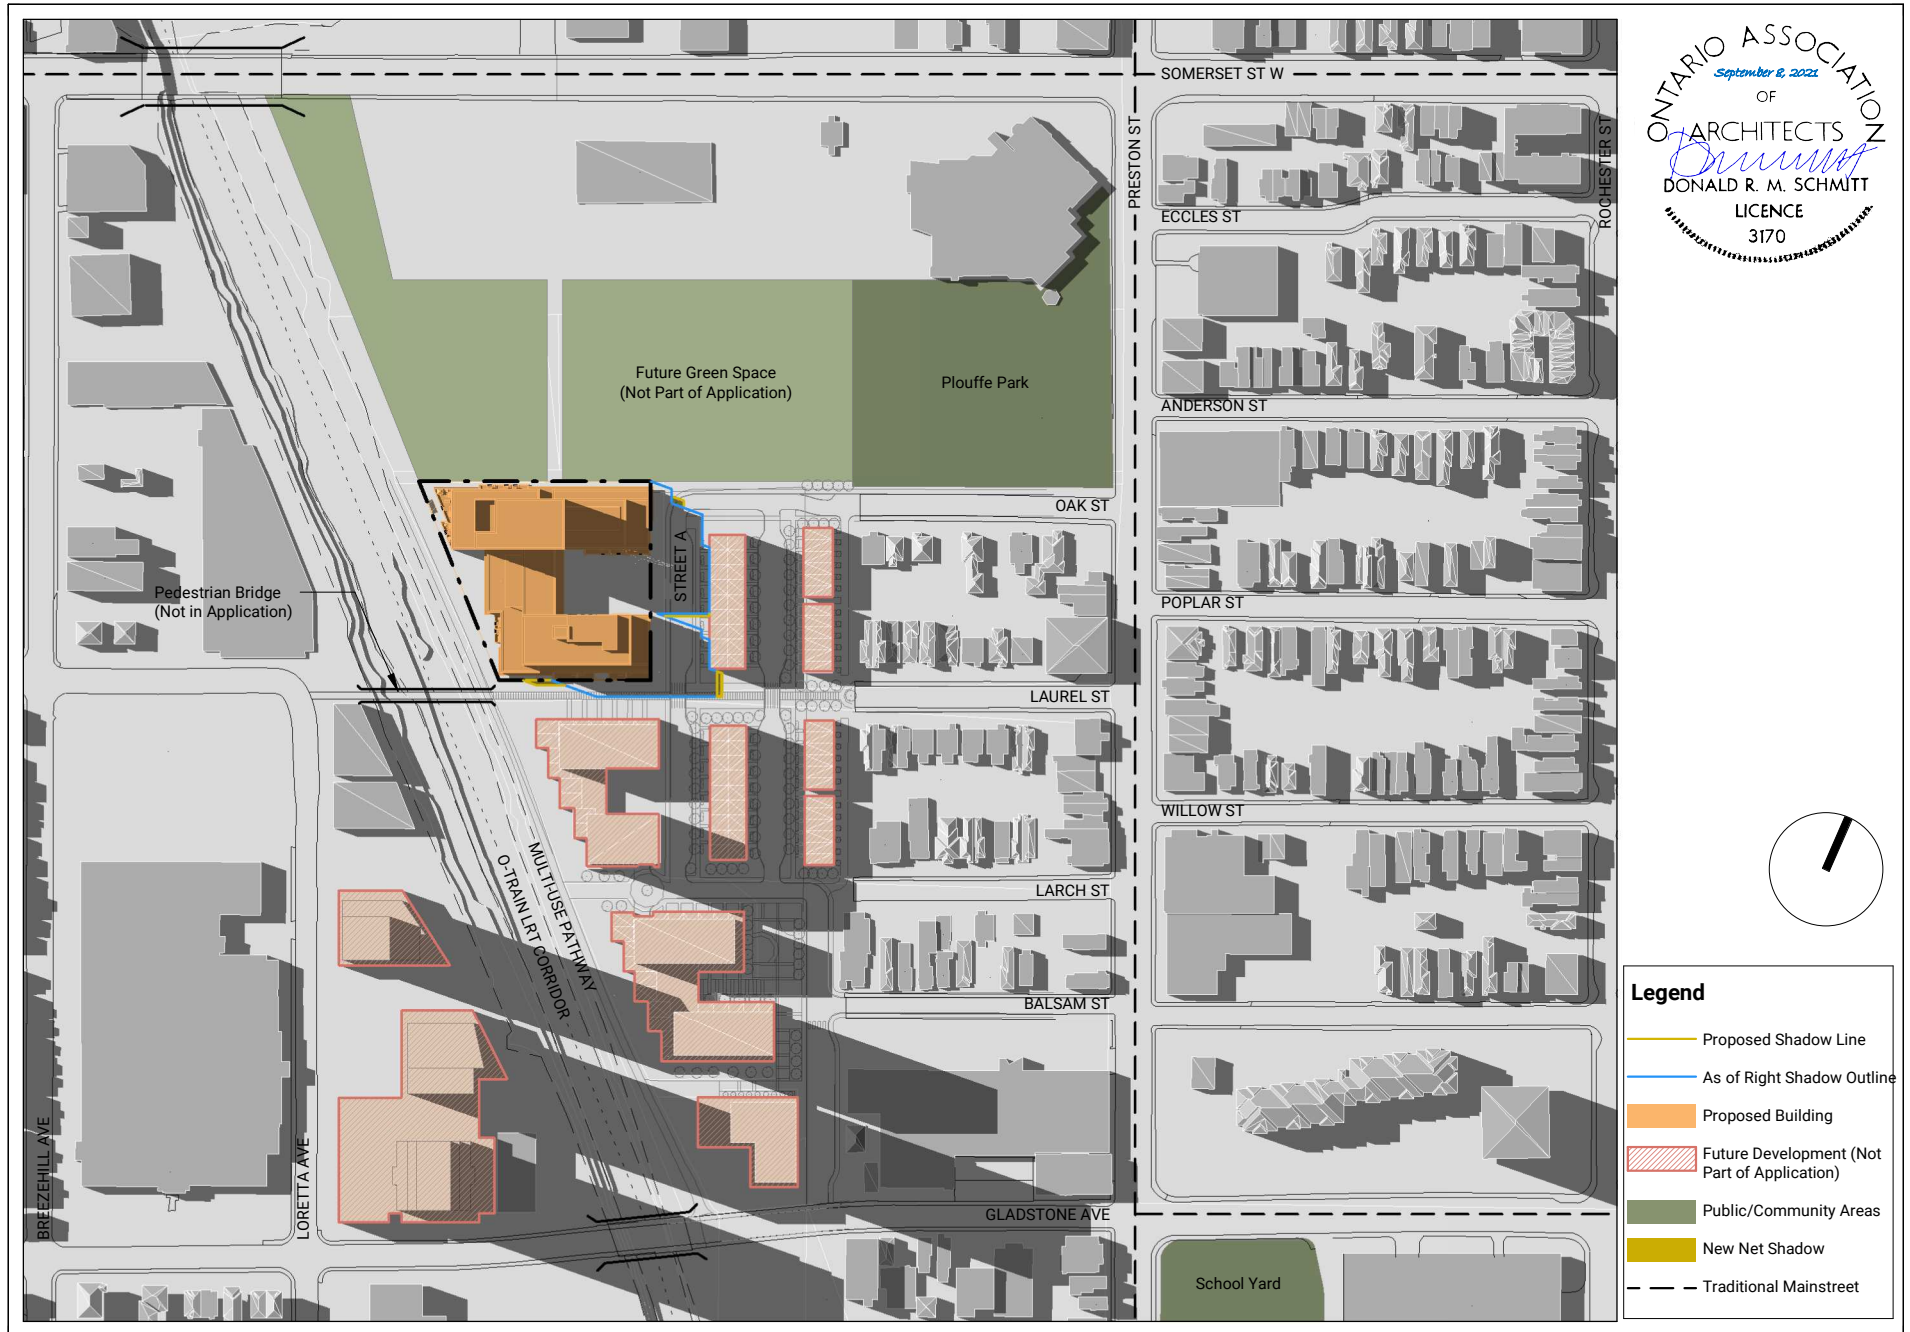 SOMERSET ST W
PRESTON ST
ROCHESTER ST
ECCLES ST
Future Green Space
(Not Part of Application)
Plouffe Park
ANDERSON ST
OAK ST
STREET A
Pedestrian Bridge
(Not in Application)
POPLAR ST
LAUREL ST
WILLOW ST
MULTI-USE PATHWAY
O-TRAIN LRT CORRIDOR
LARCH ST
BALSAM ST
BREEZEHILL AVE
LORETTA AVE
GLADSTONE AVE
School Yard
ONTARIO ASSOCIATION
September 8, 2021
OF
ARCHITECTS
DONALD R. M. SCHMITT
LICENCE
3170
Legend
Proposed Shadow Line
As of Right Shadow Outline
Proposed Building
Future Development (Not
Part of Application)
Public/Community Areas
New Net Shadow
Traditional Mainstreet